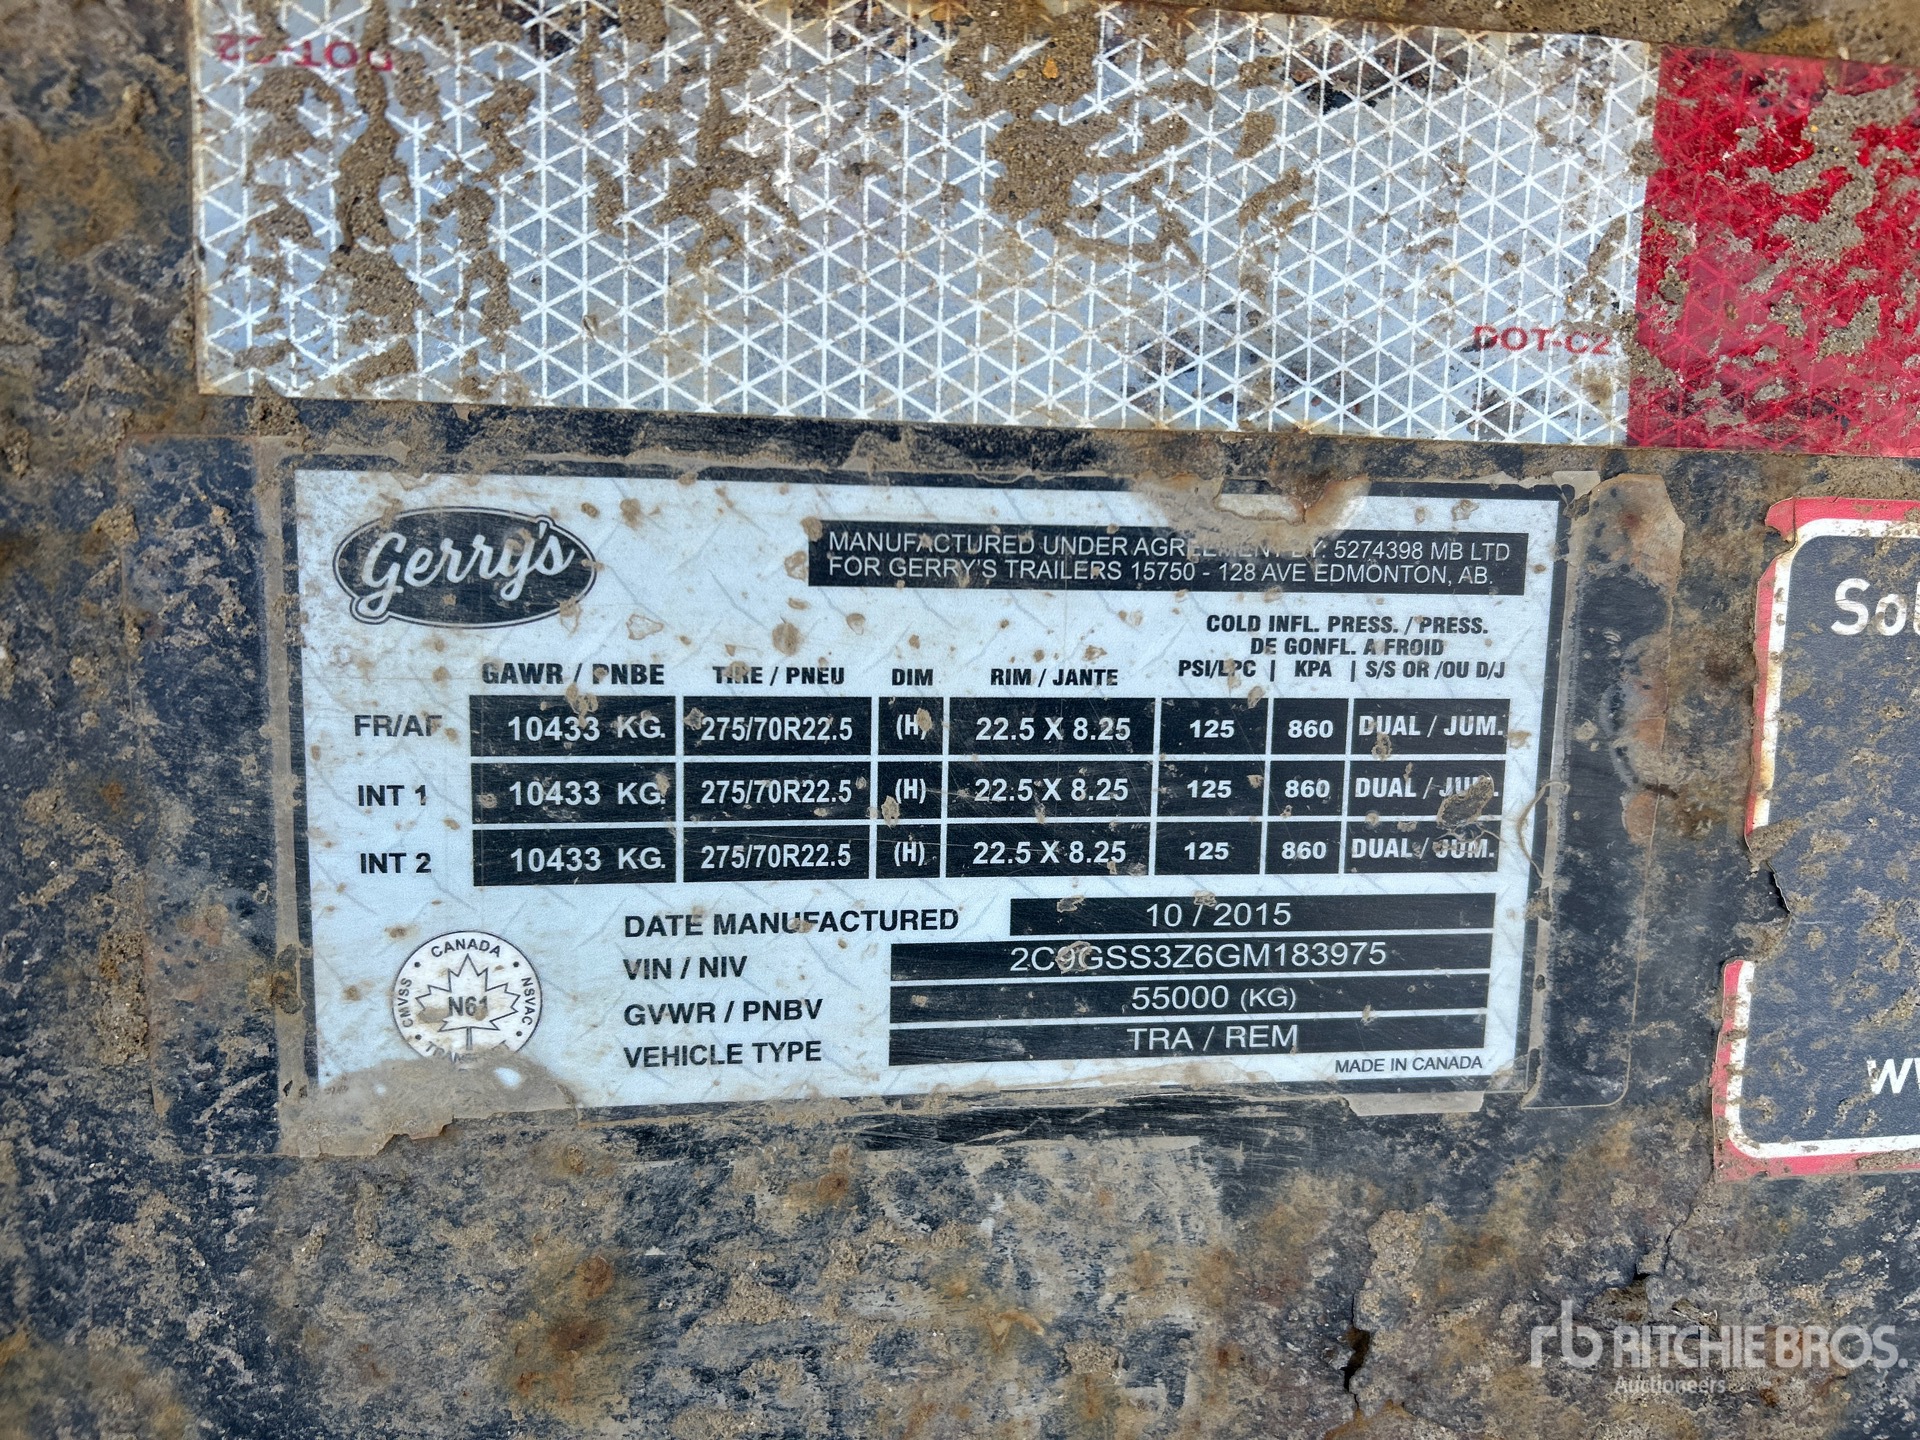 DOT-C2
DOT-C2
Gerry's
MANUFACTURED UNDER AGREEMENT BY: 5274398 MB LTD
FOR GERRY'S TRAILERS 15750 - 128 AVE EDMONTON, AB.
COLD INFL. PRESS. / PRESS.
DE GONFL. A FROID
GAWR / PNBE TIRE / PNEU DIM RIM / JANTE PSI/LPC | KPA | S/S OR /OU D/J
FR/AF 10433 KG. 275/70R22.5 (H) 22.5 X 8.25 125 860 DUAL / JUM.
INT 1 10433 KG. 275/70R22.5 (H) 22.5 X 8.25 125 860 DUAL / JUM.
INT 2 10433 KG. 275/70R22.5 (H) 22.5 X 8.25 125 860 DUAL / JUM.
DATE MANUFACTURED 10 / 2015
VIN / NIV 2C9GSS3Z6GM183975
GVWR / PNBV 55000 (KG)
VEHICLE TYPE TRA / REM
MADE IN CANADA
CANADA
CMVSS • NSVAC
N61
Sol
w
rb RITCHIE BROS.
Auctioneers